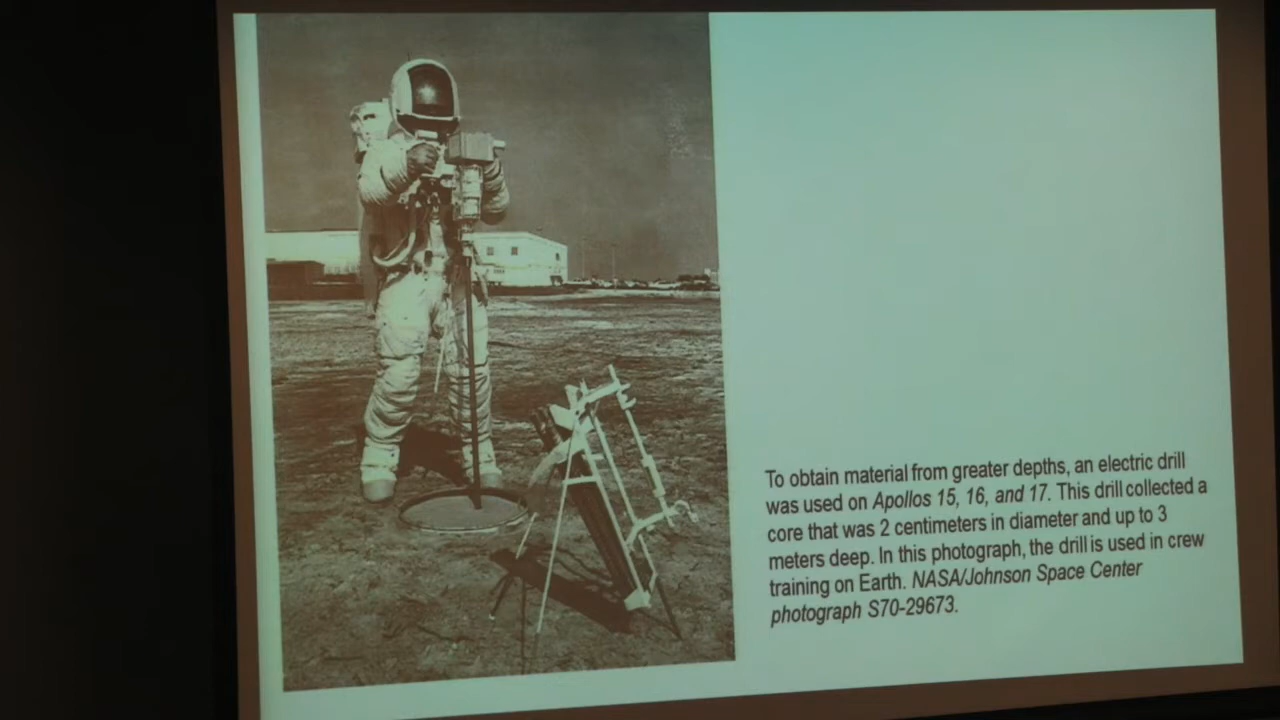 To obtain material from greater depths, an electric drill
was used on Apollos 15, 16, and 17. This drill collected a
core that was 2 centimeters in diameter and up to 3
meters deep. In this photograph, the drill is used in crew
training on Earth. NASA/Johnson Space Center
photograph S70-29673.